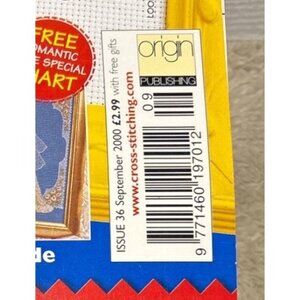 FREE
ROMANTIC
SPECIAL
CHART
origin
PUBLISHING
09
ISSUE 36 September 2000 £2.99 with free gifts
www.cross-stitching.com
9 771460 197012